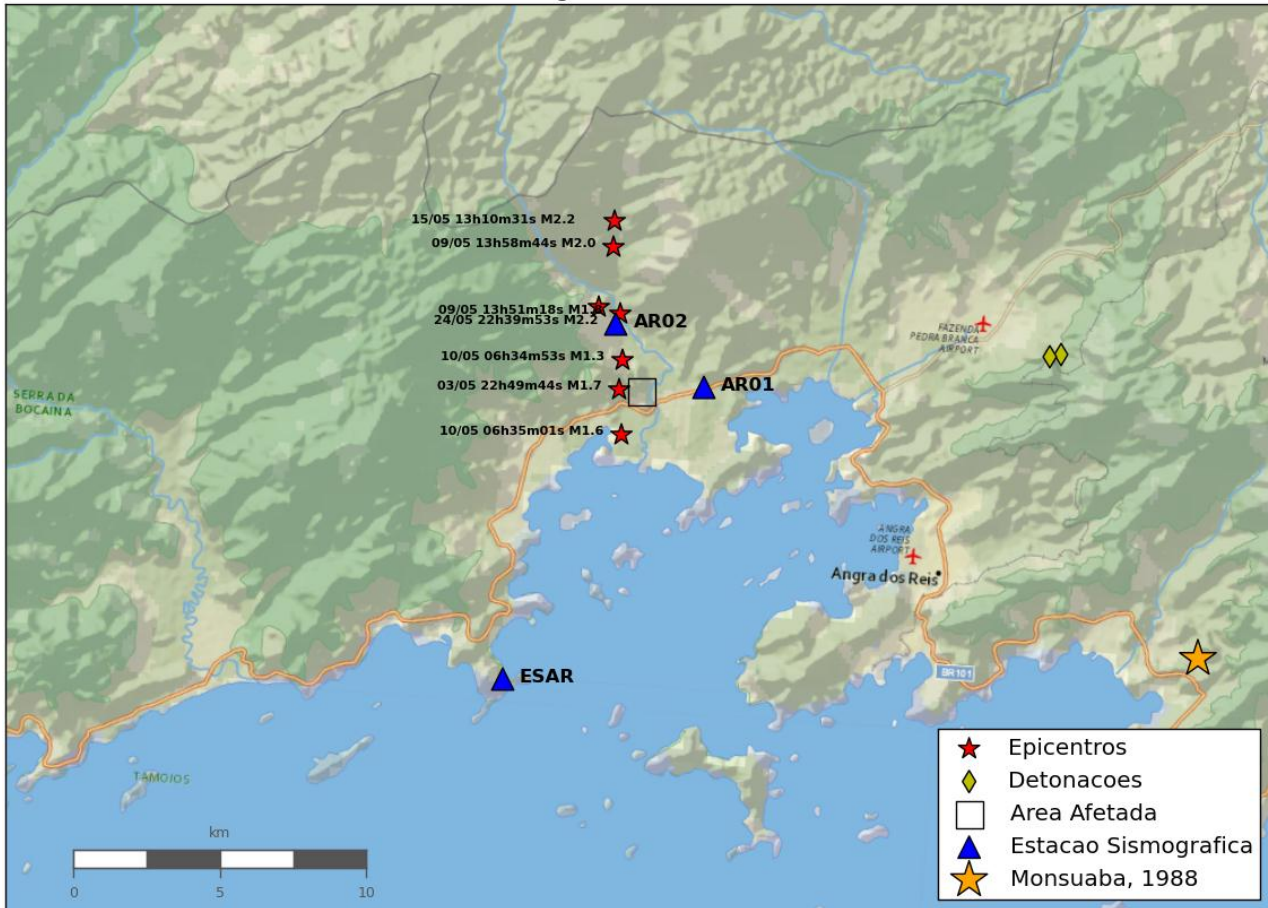 15/05 13h10m31s M2.2
09/05 13h58m44s M2.0
09/05 13h51m18s
24/05 22h39m53s M2.2
AR02
FAZENDA
PEDRA BRANCA
AIRPORT
10/05 06h34m53s M1.3
03/05 22h49m44s M1.7
AR01
SERRA DA
BOCAINA
10/05 06h35m01s M1.6
ANGRA
DOS REIS
AIRPORT
Angra dos Reis
ESAR
BR101
TAMOJOS
km
0 5 10
Epicentros
Detonacoes
Area Afetada
Estacao Sismografica
Monsuaba, 1988